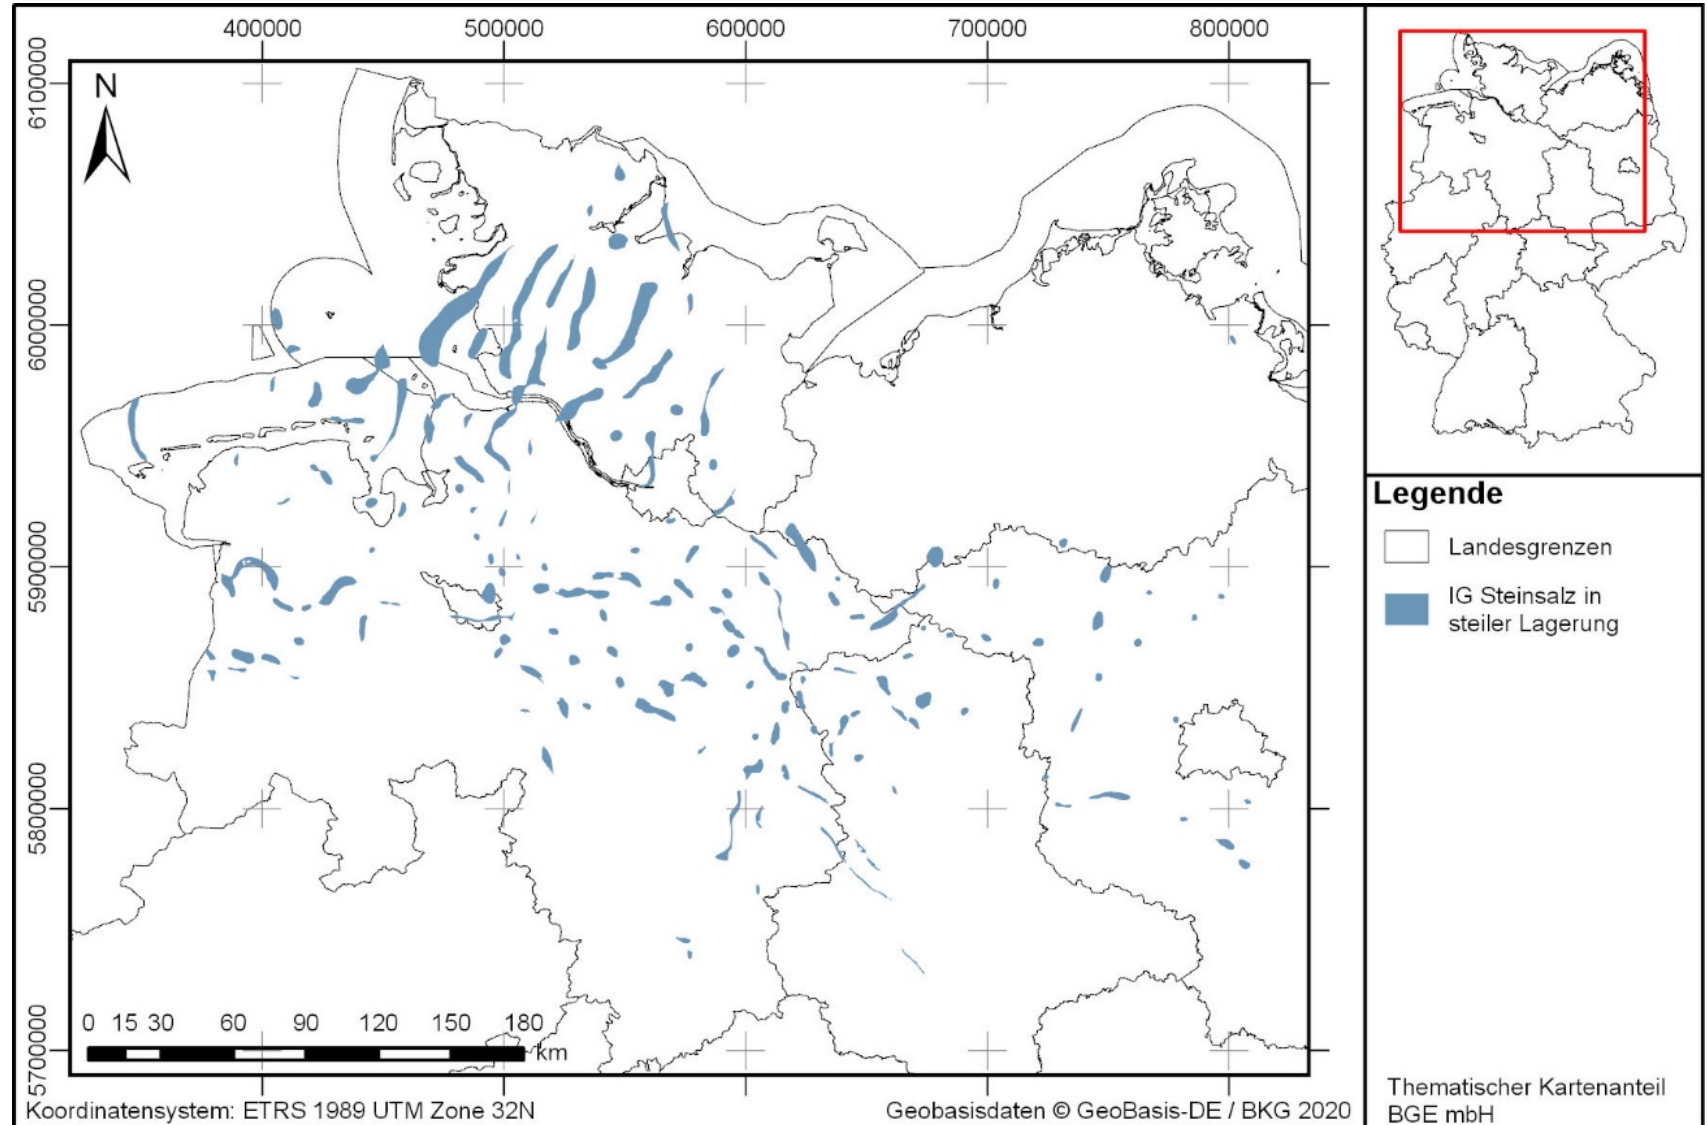 400000 500000 600000 700000 800000
6100000
6000000
5900000
5800000
5700000
N
0 15 30 60 90 120 150 180
km
Koordinatensystem: ETRS 1989 UTM Zone 32N
Geobasisdaten © GeoBasis-DE / BKG 2020
Legende
Landesgrenzen
IG Steinsalz in
steiler Lagerung
Thematischer Kartenanteil
BGE mbH